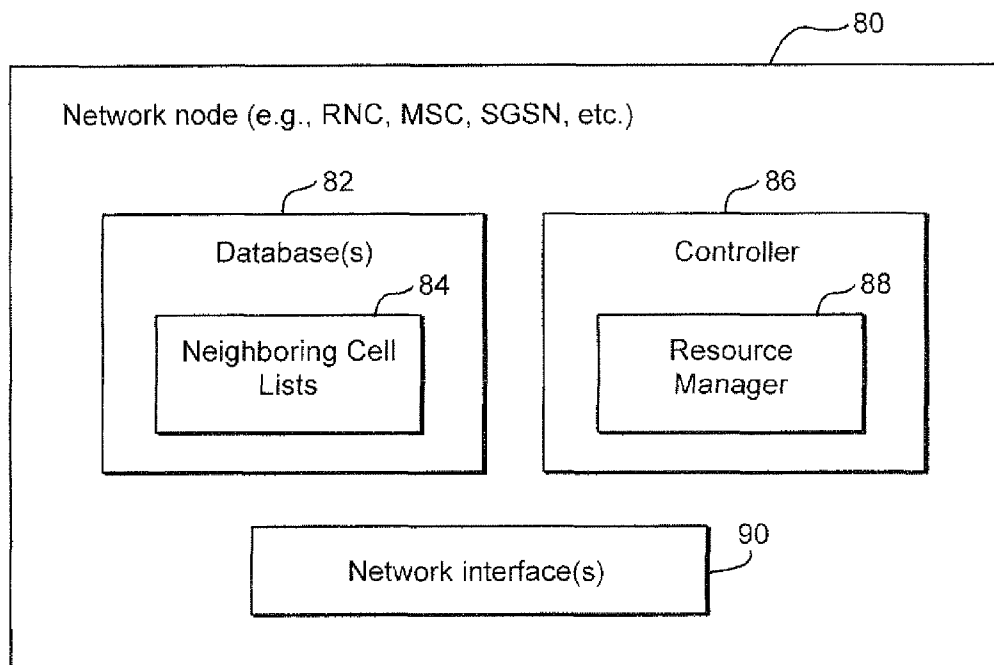 80
Network node (e.g., RNC, MSC, SGSN, etc.)
82
86
Database(s)
Controller
84
88
Neighboring Cell
Lists
Resource
Manager
90
Network interface(s)